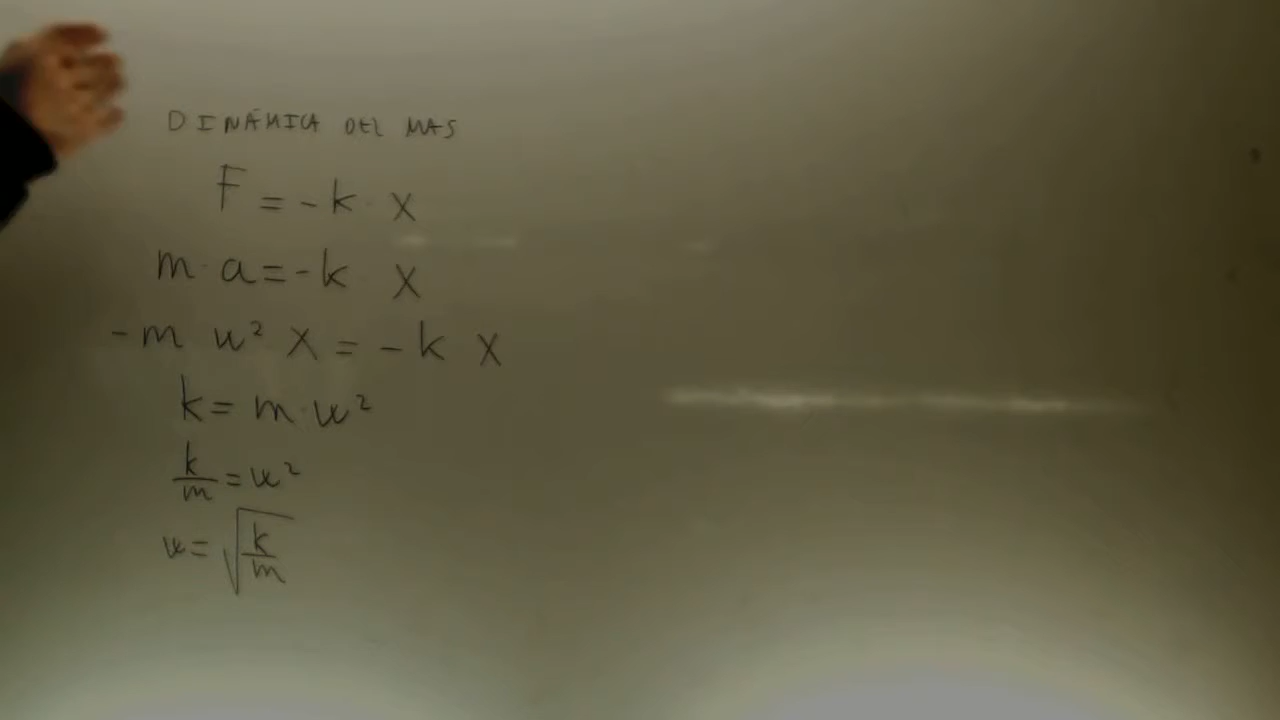 DINÁMICA DEL MAS
F = -k · x
m · a = -k x
-m w² x = -k x
k = m · w²
k/m = w²
w = √(k/m)